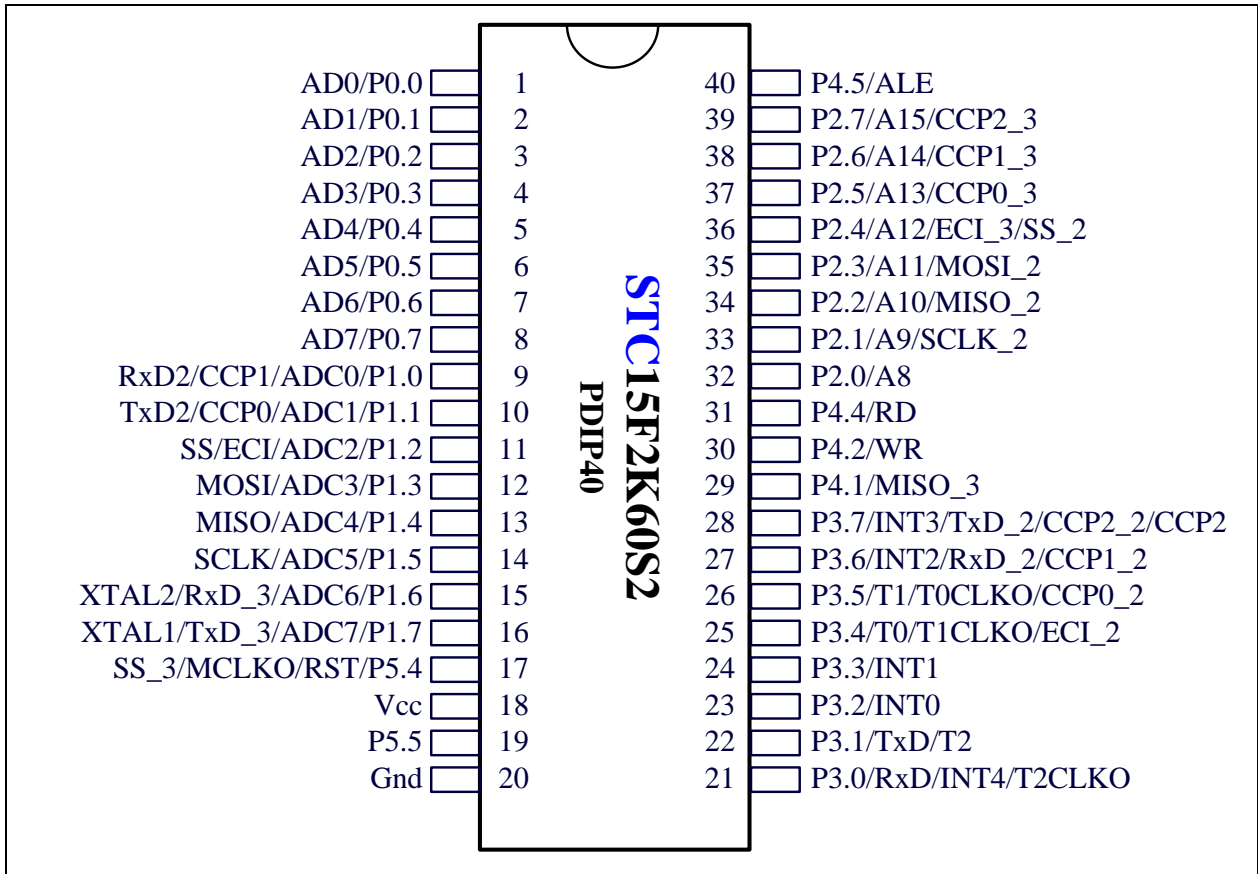 AD0/P0.0 1 40 P4.5/ALE
AD1/P0.1 2 39 P2.7/A15/CCP2_3
AD2/P0.2 3 38 P2.6/A14/CCP1_3
AD3/P0.3 4 37 P2.5/A13/CCP0_3
AD4/P0.4 5 36 P2.4/A12/ECI_3/SS_2
AD5/P0.5 6 35 P2.3/A11/MOSI_2
AD6/P0.6 7 34 P2.2/A10/MISO_2
AD7/P0.7 8 33 P2.1/A9/SCLK_2
RxD2/CCP1/ADC0/P1.0 9 32 P2.0/A8
TxD2/CCP0/ADC1/P1.1 10 31 P4.4/RD
SS/ECI/ADC2/P1.2 11 30 P4.2/WR
MOSI/ADC3/P1.3 12 29 P4.1/MISO_3
MISO/ADC4/P1.4 13 28 P3.7/INT3/TxD_2/CCP2_2/CCP2
SCLK/ADC5/P1.5 14 27 P3.6/INT2/RxD_2/CCP1_2
XTAL2/RxD_3/ADC6/P1.6 15 26 P3.5/T1/T0CLKO/CCP0_2
XTAL1/TxD_3/ADC7/P1.7 16 25 P3.4/T0/T1CLKO/ECI_2
SS_3/MCLKO/RST/P5.4 17 24 P3.3/INT1
Vcc 18 23 P3.2/INT0
P5.5 19 22 P3.1/TxD/T2
Gnd 20 21 P3.0/RxD/INT4/T2CLKO
STC15F2K60S2
PDIP40